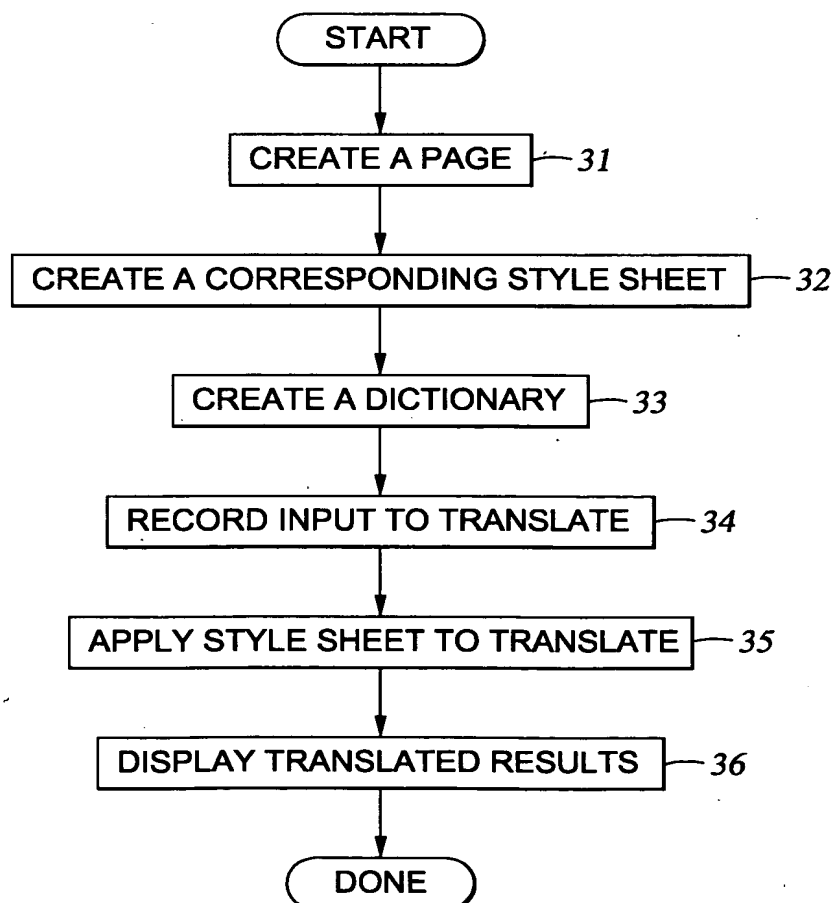 START
CREATE A PAGE 31
CREATE A CORRESPONDING STYLE SHEET 32
CREATE A DICTIONARY 33
RECORD INPUT TO TRANSLATE 34
APPLY STYLE SHEET TO TRANSLATE 35
DISPLAY TRANSLATED RESULTS 36
DONE